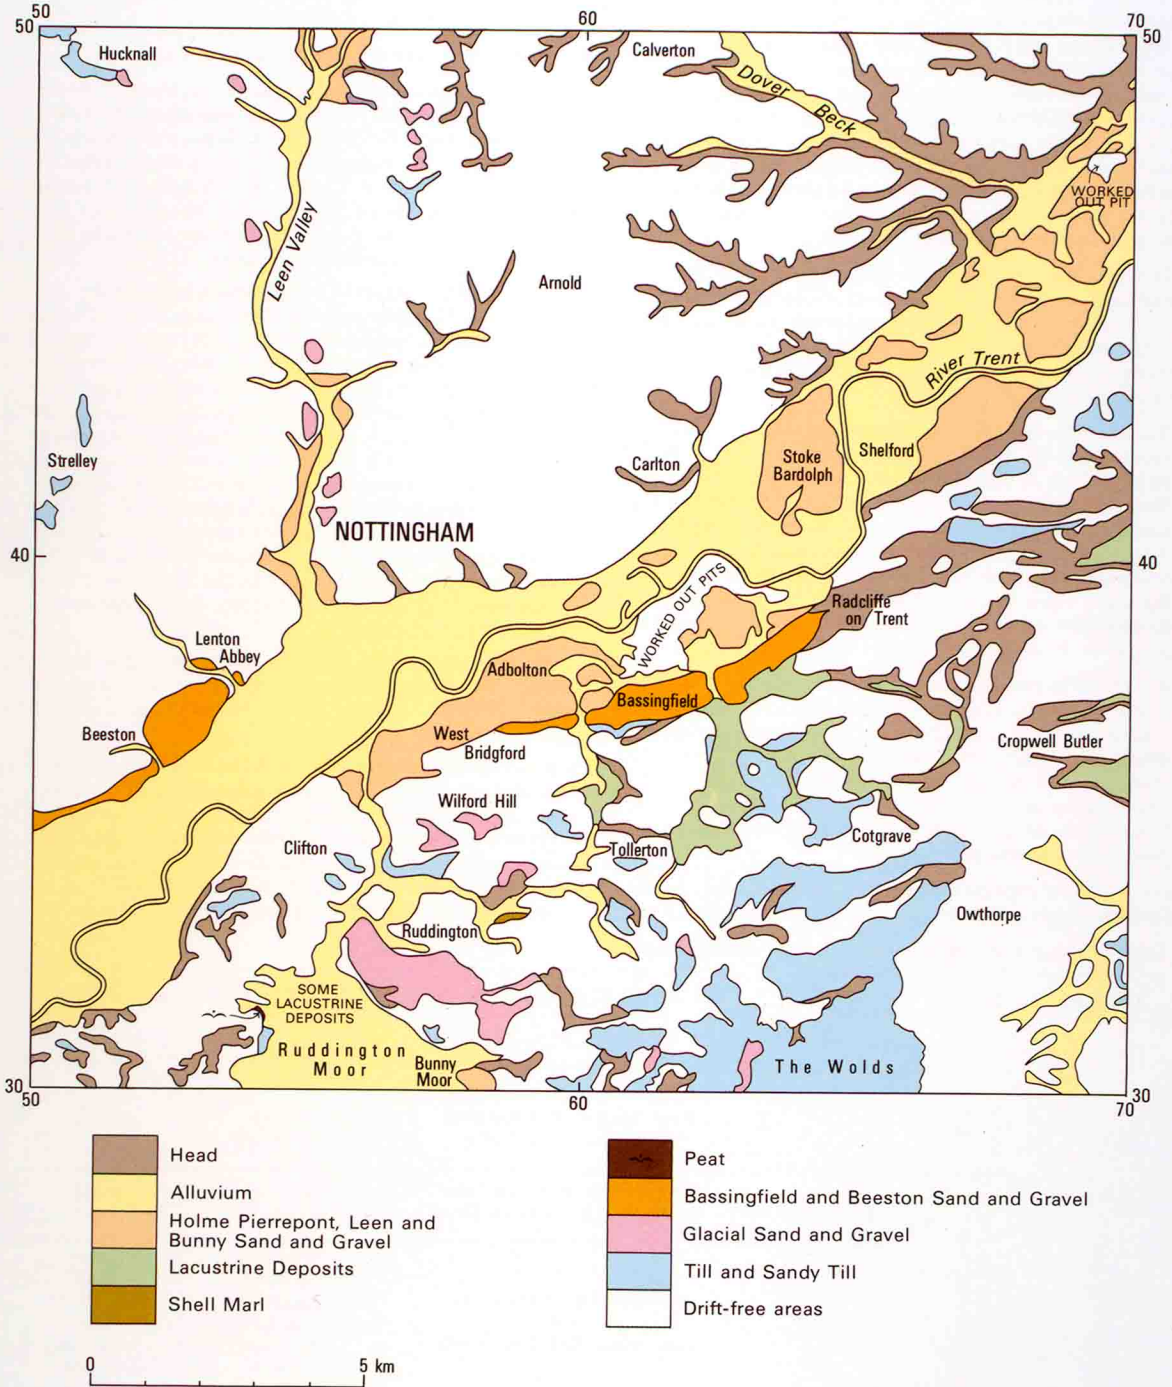 50
60
70
50
50
Hucknall
Calverton
Dover Beck
WORKED
OUT PIT
Leen Valley
Arnold
River Trent
Strelley
Carlton
Stoke
Bardolph
Shelford
NOTTINGHAM
40
40
WORKED OUT PITS
Radcliffe
on Trent
Lenton
Abbey
Adbolton
Bassingfield
Beeston
West
Bridgford
Cropwell Butler
Wilford Hill
Clifton
Tollerton
Cotgrave
Ruddington
Owthorpe
SOME
LACUSTRINE
DEPOSITS
Ruddington
Moor
Bunny
Moor
The Wolds
30
30
50
60
70
Head
Alluvium
Holme Pierrepont, Leen and
Bunny Sand and Gravel
Lacustrine Deposits
Shell Marl
Peat
Bassingfield and Beeston Sand and Gravel
Glacial Sand and Gravel
Till and Sandy Till
Drift-free areas
0
5 km